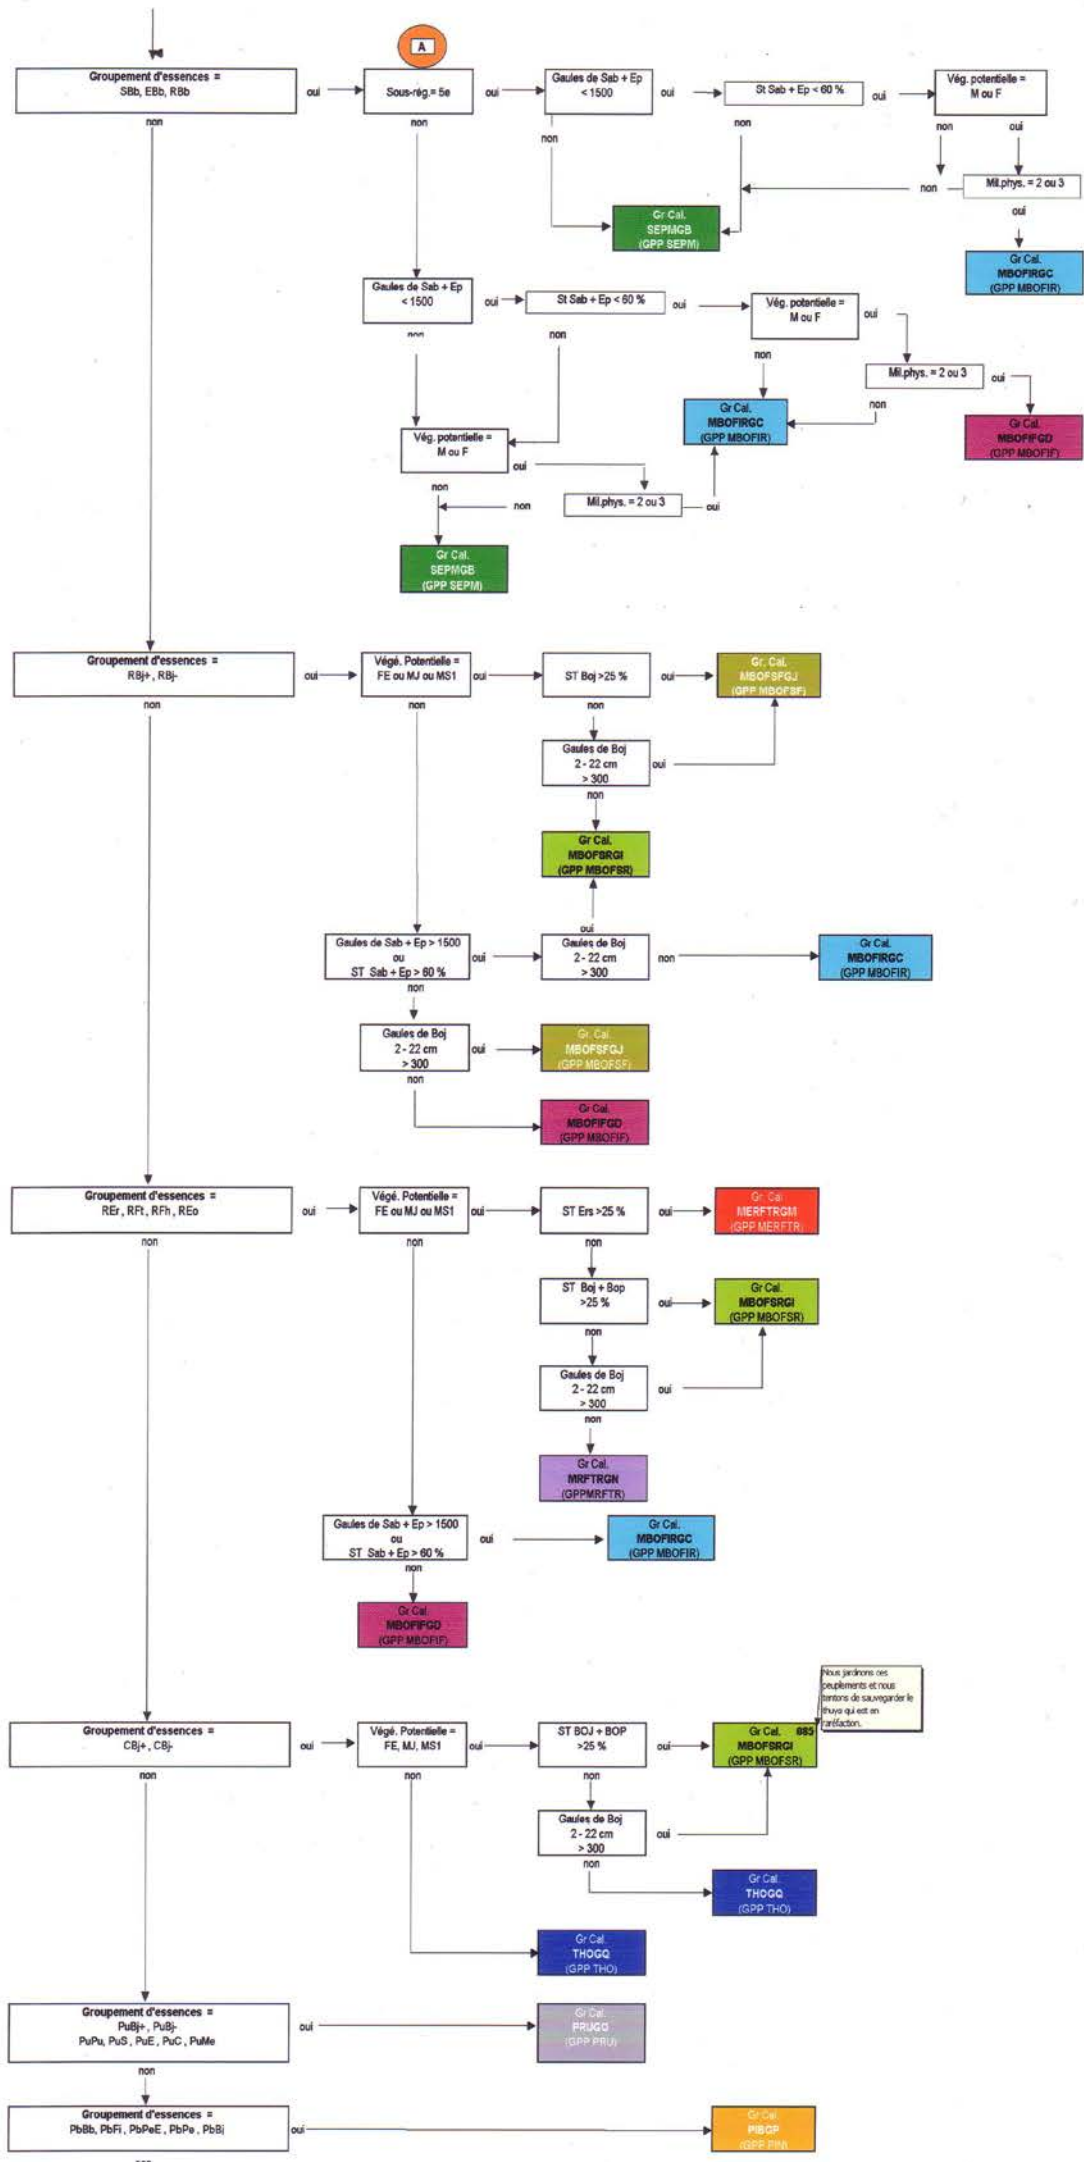 A
Groupement d'essences =
SBb, EBb, RBb
oui
Sous-rég.= 5e
oui
Gaules de Sab + Ep
< 1500
oui
St Sab + Ep < 60 %
oui
Vég. potentielle =
M ou F
non
non
non
non
non
oui
non
Mil.phys. = 2 ou 3
oui
Gr Cal.
SEPMGB
(GPP SEPM)
Gr Cal.
MBOFIRGC
(GPP MBOFIR)
Gaules de Sab + Ep
< 1500
oui
St Sab + Ep < 60 %
oui
Vég. potentielle =
M ou F
oui
non
non
non
Mil.phys. = 2 ou 3
oui
non
Gr Cal.
MBOFIRGC
(GPP MBOFIR)
Gr Cal.
MBOFIFGD
(GPP MBOFIF)
Vég. potentielle =
M ou F
oui
non
non
Mil.phys. = 2 ou 3
oui
Gr Cal.
SEPMGB
(GPP SEPM)
Groupement d'essences =
RBj+, RBj-
oui
Végé. Potentielle =
FE ou MJ ou MS1
oui
ST Boj >25 %
oui
Gr. Cal.
MBOFSFGJ
(GPP MBOFSF)
non
non
non
Gaules de Boj
2 - 22 cm
> 300
oui
non
Gr Cal.
MBOFSRGI
(GPP MBOFSR)
oui
Gaules de Sab + Ep > 1500
ou
ST Sab + Ep > 60 %
oui
Gaules de Boj
2 - 22 cm
> 300
non
Gr Cal.
MBOFIRGC
(GPP MBOFIR)
non
Gaules de Boj
2 - 22 cm
> 300
oui
Gr. Cal.
MBOFSFGJ
(GPP MBOFSF)
non
Gr Cal.
MBOFIFGD
(GPP MBOFIF)
Groupement d'essences =
REr , RFt , RFh , REo
oui
Végé. Potentielle =
FE ou MJ ou MS1
oui
ST Ers >25 %
oui
Gr. Cal
MERFTRGM
(GPP MERFTR)
non
non
non
ST Boj + Bop
>25 %
oui
Gr Cal.
MBOFSRGI
(GPP MBOFSR)
non
Gaules de Boj
2 - 22 cm
> 300
oui
non
Gr Cal.
MRFTRGN
(GPPMRFTR)
Gaules de Sab + Ep > 1500
ou
ST Sab + Ep > 60 %
oui
Gr Cal.
MBOFIRGC
(GPP MBOFIR)
non
Gr Cal.
MBOFIFGD
(GPP MBOFIF)
Nous jardinons ces
peuplements et nous
tentons de sauvegarder le
thuya qui est en
raréfaction.
Groupement d'essences =
CBj+ , CBj-
oui
Végé. Potentielle =
FE, MJ, MS1
oui
ST BOJ + BOP
>25 %
oui
Gr Cal. 885
MBOFSRGI
(GPP MBOFSR)
non
non
non
Gaules de Boj
2 - 22 cm
> 300
oui
non
Gr Cal.
THOGQ
(GPP THO)
Gr Cal.
THOGQ
(GPP THO)
Groupement d'essences =
PuBj+ , PuBj-
PuPu, PuS , PuE , PuC , PuMe
oui
Gr Cal.
PRUGO
(GPP PRU)
non
Groupement d'essences =
PbBb, PbFi , PbPeE , PbPe , PbBj
oui
Gr Cal.
PIBGP
(GPP PIN)